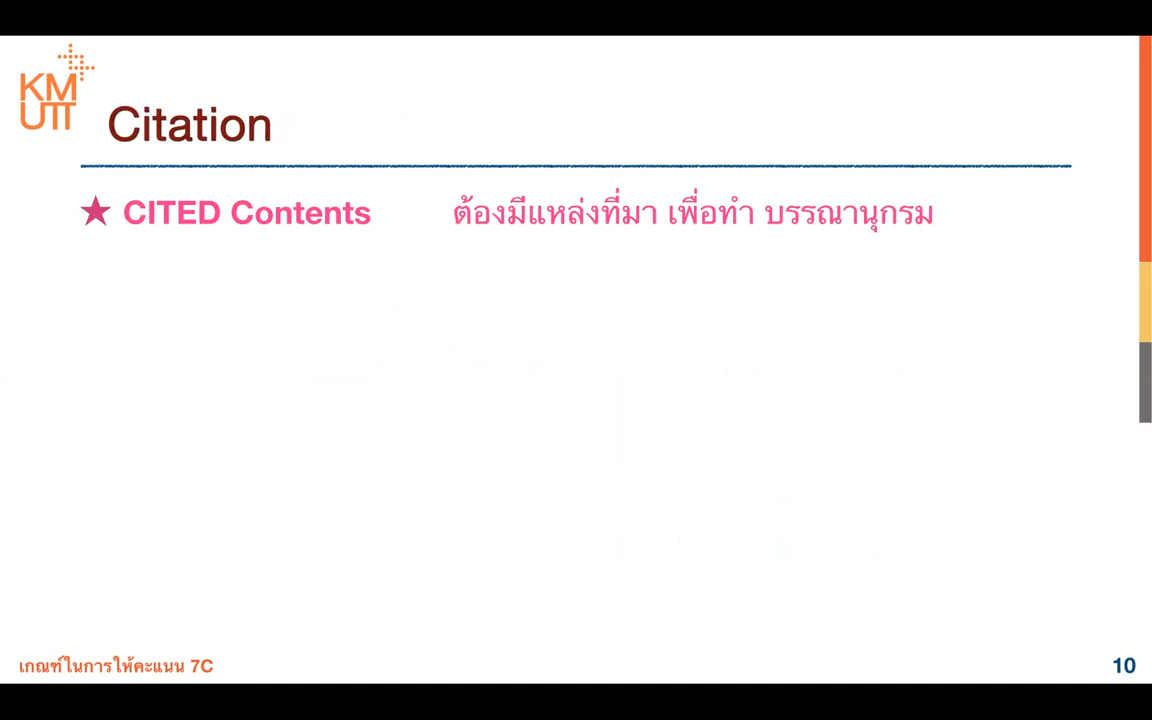 KM
UTT
Citation
★ CITED Contents ต้องมีแหล่งที่มา เพื่อทำ บรรณานุกรม
เกณฑ์ในการให้คะแนน 7C
10